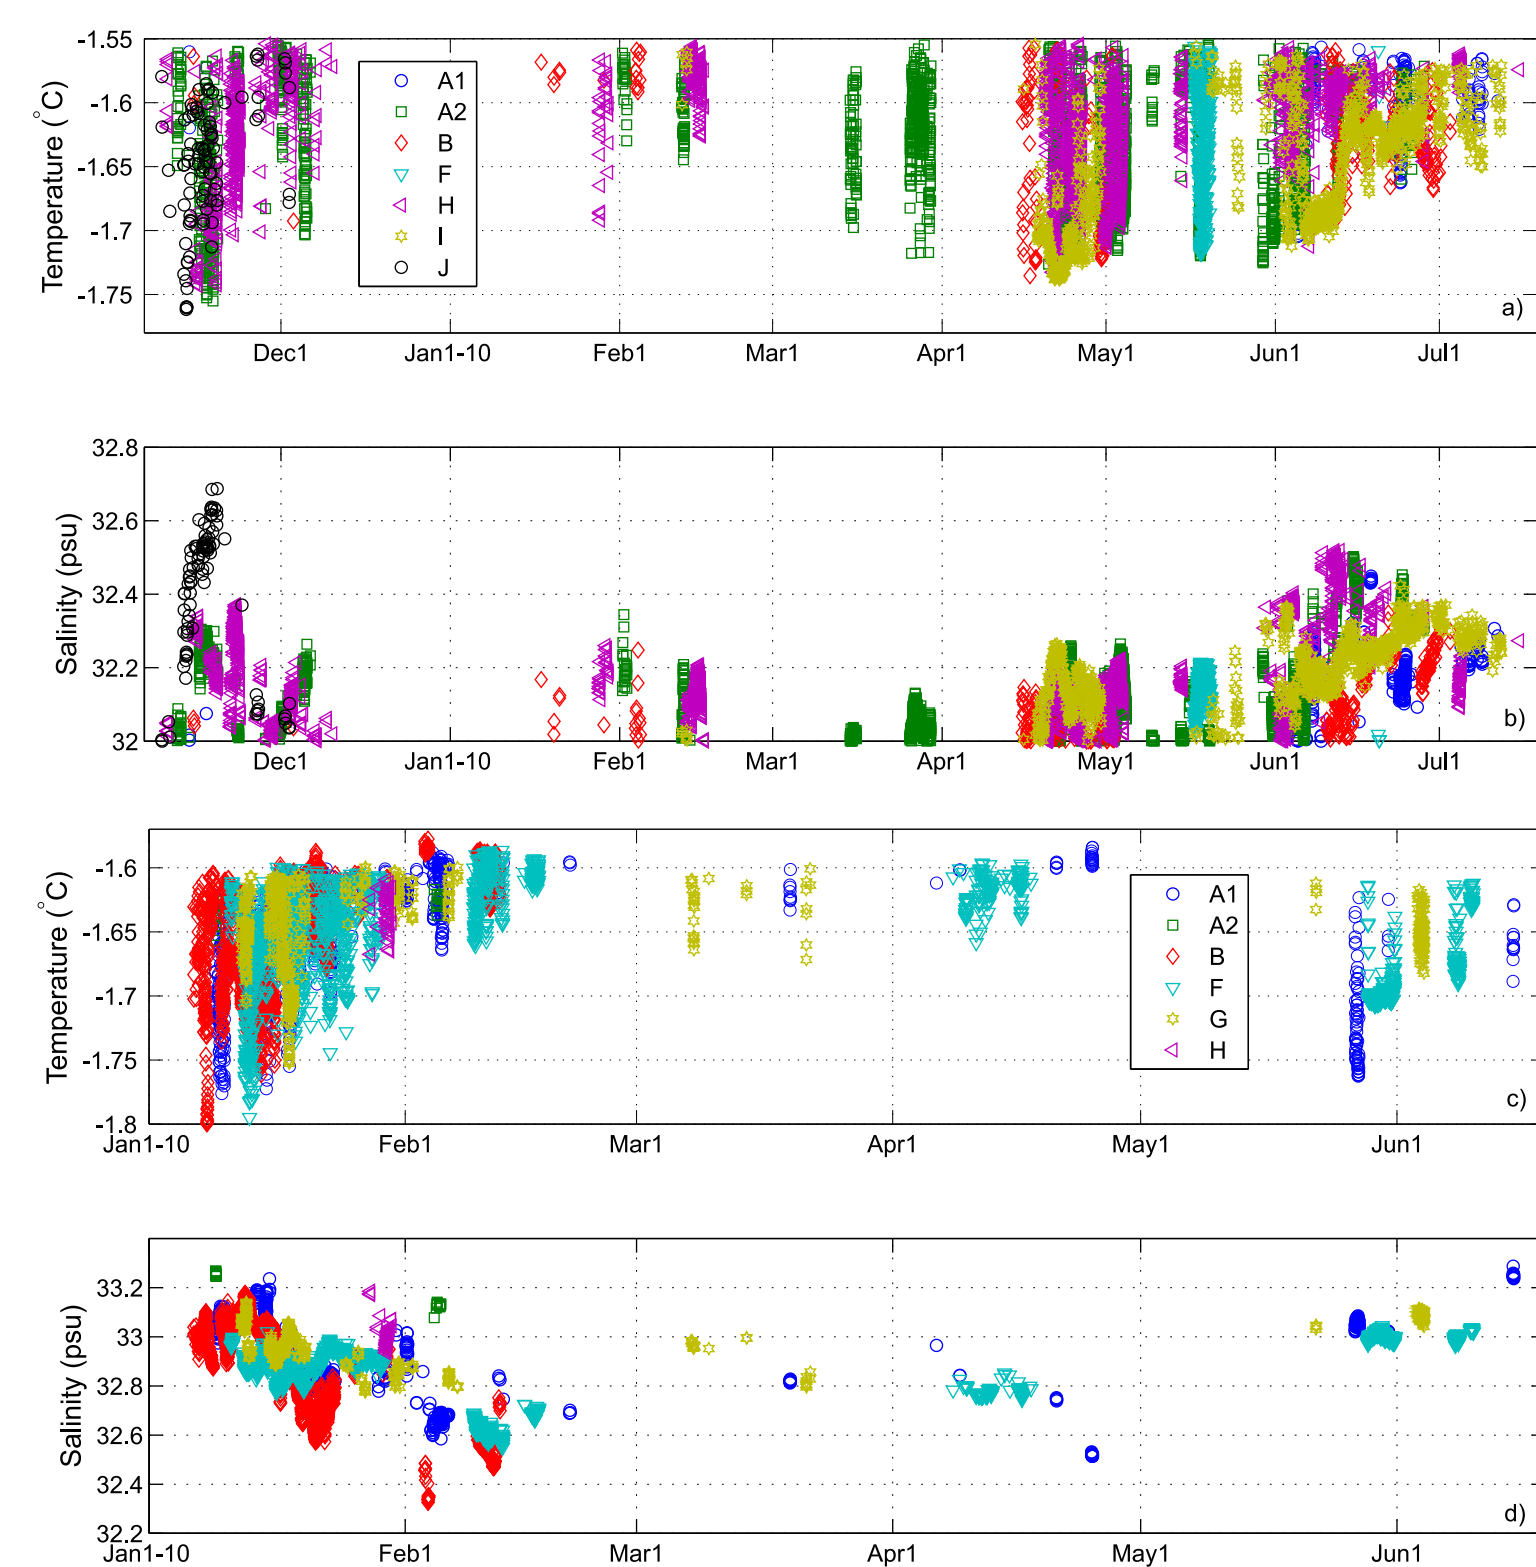 Temperature (°C)
-1.55
-1.6
-1.65
-1.7
-1.75
A1
A2
B
F
H
I
J
a)
Dec1 Jan1-10 Feb1 Mar1 Apr1 May1 Jun1 Jul1
Salinity (psu)
32.8
32.6
32.4
32.2
32
b)
Dec1 Jan1-10 Feb1 Mar1 Apr1 May1 Jun1 Jul1
Temperature (°C)
-1.6
-1.65
-1.7
-1.75
-1.8
A1
A2
B
F
G
H
c)
Jan1-10 Feb1 Mar1 Apr1 May1 Jun1
Salinity (psu)
33.2
33
32.8
32.6
32.4
32.2
d)
Jan1-10 Feb1 Mar1 Apr1 May1 Jun1